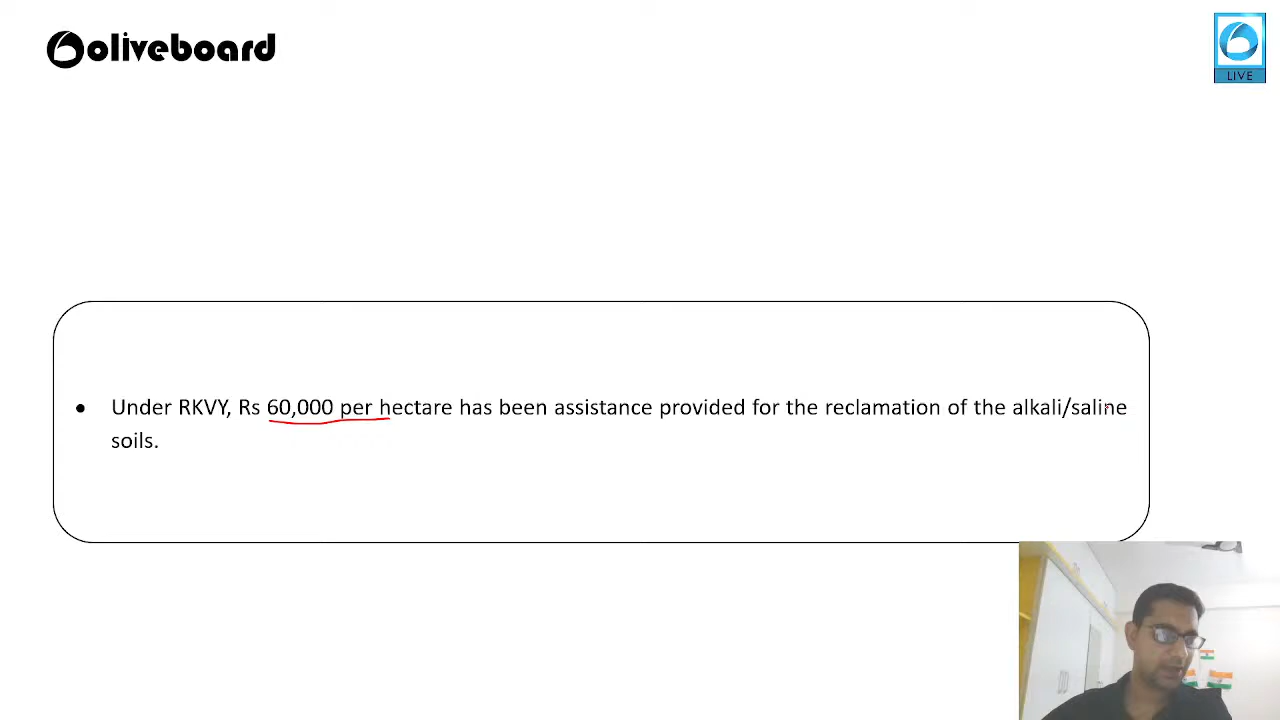 oliveboard
LIVE
Under RKVY, Rs 60,000 per hectare has been assistance provided for the reclamation of the alkali/saline
soils.